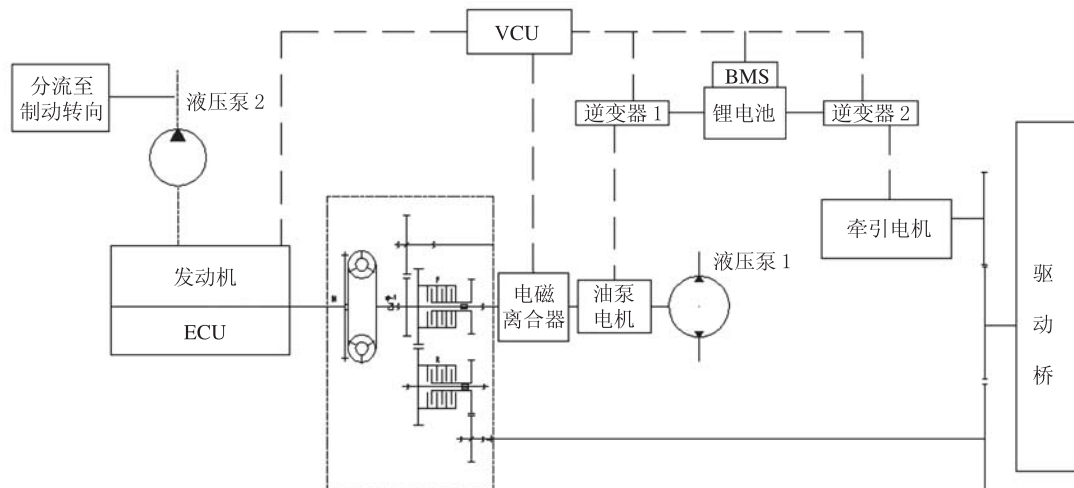 VCU
分流至
制动转向
液压泵 2
BMS
逆变器 1
锂电池
逆变器 2
牵引电机
发动机
ECU
电磁
离合器
油泵
电机
液压泵 1
驱
动
桥